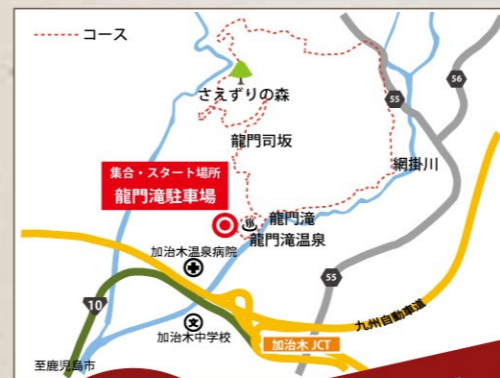 コース
56
さえずりの森
55
龍門司坂
網掛川
集合・スタート場所
龍門滝駐車場
龍門滝
龍門滝温泉
加治木温泉病院
55
10
九州自動車道
文
加治木中学校
加治木 JCT
至鹿児島市